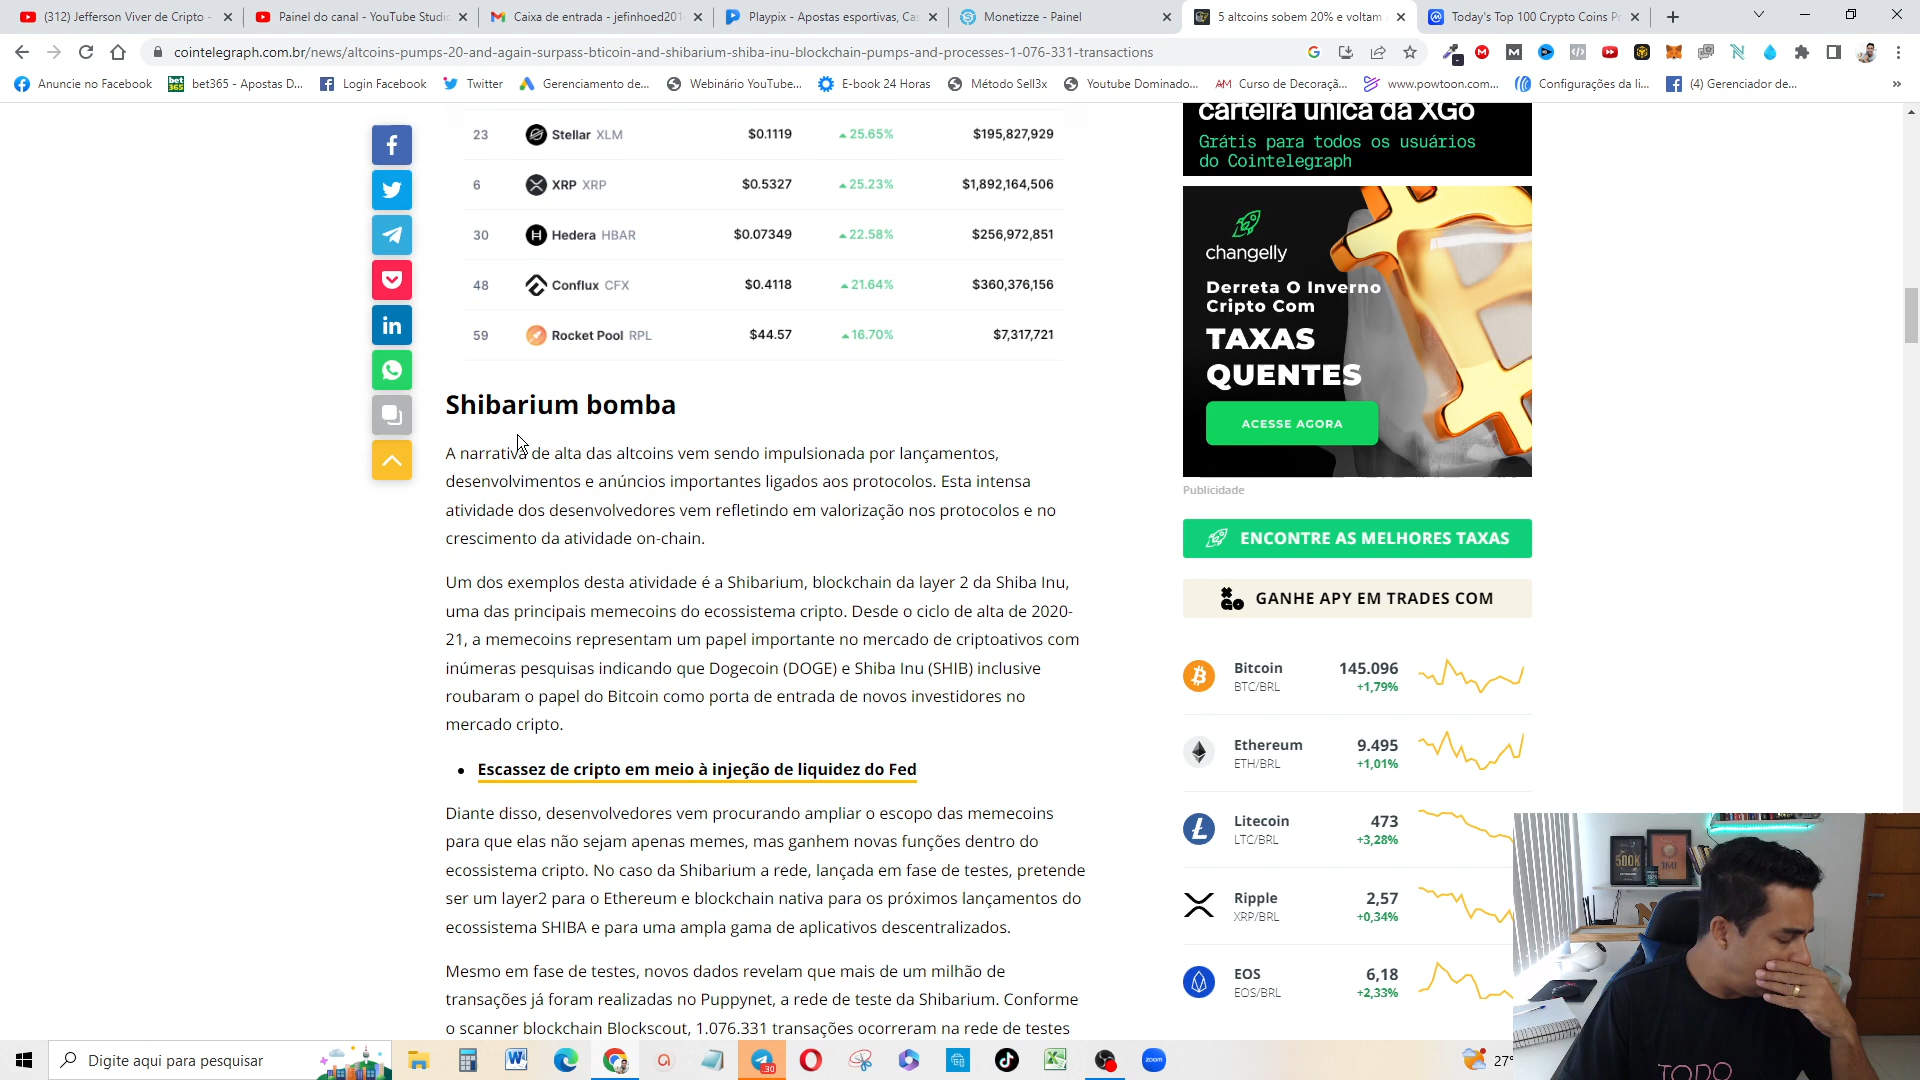 (312) Jefferson Viver de Cripto -
Painel do canal - YouTube Studio
Caixa de entrada - jefinhoed201
Playpix - Apostas esportivas, Cas
Monetizze - Painel
5 altcoins sobem 20% e voltam
Today's Top 100 Crypto Coins Pr
cointelegraph.com.br/news/altcoins-pumps-20-and-again-surpass-bticoin-and-shibarium-shiba-inu-blockchain-pumps-and-processes-1-076-331-transactions
Anuncie no Facebook
bet365 - Apostas D...
Login Facebook
Twitter
Gerenciamento de...
Webinário YouTube...
E-book 24 Horas
Método Sell3x
Youtube Dominado...
AM Curso de Decoraçã...
www.powtoon.com...
Configurações da li...
(4) Gerenciador de...
»
23 Stellar XLM $0.1119 25.65% $195,827,929
6 XRP XRP $0.5327 25.23% $1,892,164,506
30 Hedera HBAR $0.07349 22.58% $256,972,851
48 Conflux CFX $0.4118 21.64% $360,376,156
59 Rocket Pool RPL $44.57 16.70% $7,317,721
Shibarium bomba
A narrativa de alta das altcoins vem sendo impulsionada por lançamentos,
desenvolvimentos e anúncios importantes ligados aos protocolos. Esta intensa
atividade dos desenvolvedores vem refletindo em valorização nos protocolos e no
crescimento da atividade on-chain.
Um dos exemplos desta atividade é a Shibarium, blockchain da layer 2 da Shiba Inu,
uma das principais memecoins do ecossistema cripto. Desde o ciclo de alta de 2020-
21, a memecoins representam um papel importante no mercado de criptoativos com
inúmeras pesquisas indicando que Dogecoin (DOGE) e Shiba Inu (SHIB) inclusive
roubaram o papel do Bitcoin como porta de entrada de novos investidores no
mercado cripto.
• Escassez de cripto em meio à injeção de liquidez do Fed
Diante disso, desenvolvedores vem procurando ampliar o escopo das memecoins
para que elas não sejam apenas memes, mas ganhem novas funções dentro do
ecossistema cripto. No caso da Shibarium a rede, lançada em fase de testes, pretende
ser um layer2 para o Ethereum e blockchain nativa para os próximos lançamentos do
ecossistema SHIBA e para uma ampla gama de aplicativos descentralizados.
Mesmo em fase de testes, novos dados revelam que mais de um milhão de
transações já foram realizadas no Puppynet, a rede de teste da Shibarium. Conforme
o scanner blockchain Blockscout, 1.076.331 transações ocorreram na rede de testes
carteira única da XGo
Grátis para todos os usuários
do Cointelegraph
changelly
Derreta O Inverno
Cripto Com
TAXAS
QUENTES
ACESSE AGORA
Publicidade
ENCONTRE AS MELHORES TAXAS
GANHE APY EM TRADES COM
Bitcoin 145.096
BTC/BRL +1,79%
Ethereum 9.495
ETH/BRL +1,01%
Litecoin 473
LTC/BRL +3,28%
Ripple 2,57
XRP/BRL +0,34%
EOS 6,18
EOS/BRL +2,33%
500K
1MI
TODO
Digite aqui para pesquisar
30
zoom
27°